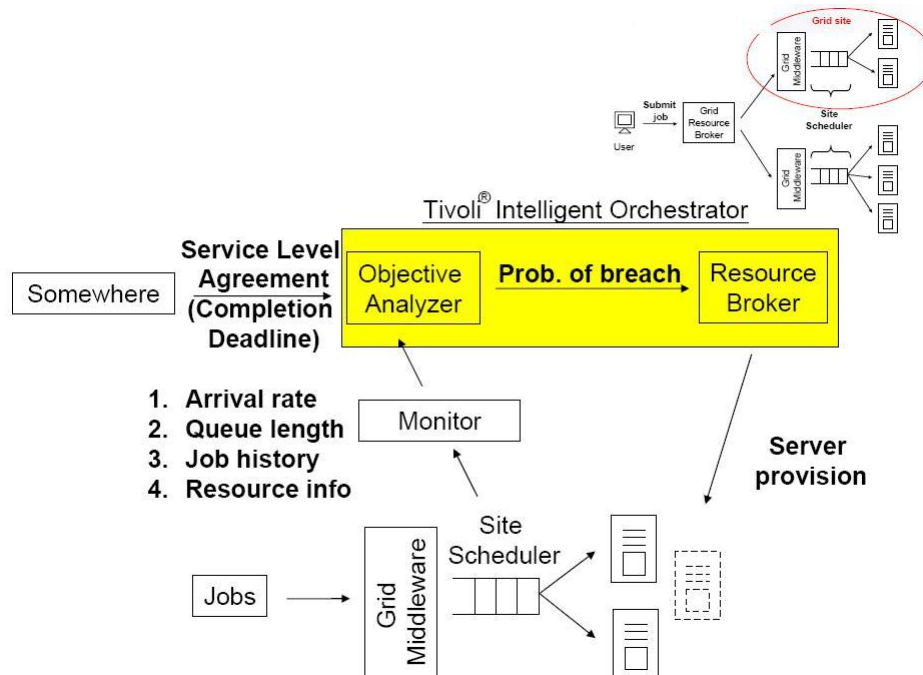 Grid site
Grid
Middleware
Submit
job
Grid
Resource
Broker
User
Site
Scheduler
Grid
Middleware
Tivoli® Intelligent Orchestrator
Somewhere
Service Level
Agreement
(Completion
Deadline)
Objective
Analyzer
Prob. of breach
Resource
Broker
1. Arrival rate
2. Queue length
3. Job history
4. Resource info
Monitor
Server
provision
Site
Scheduler
Jobs
Grid
Middleware